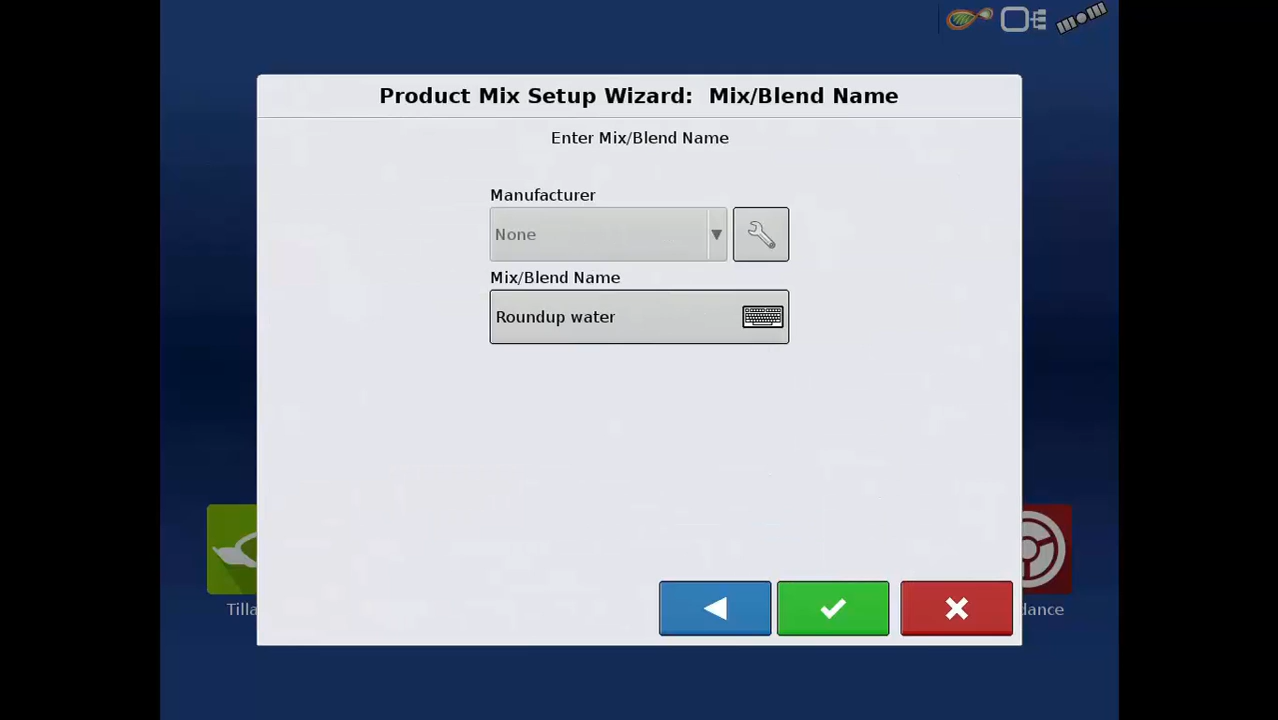 Product Mix Setup Wizard:  Mix/Blend Name
Enter Mix/Blend Name
Manufacturer
None
Mix/Blend Name
Roundup water
Tilla
dance